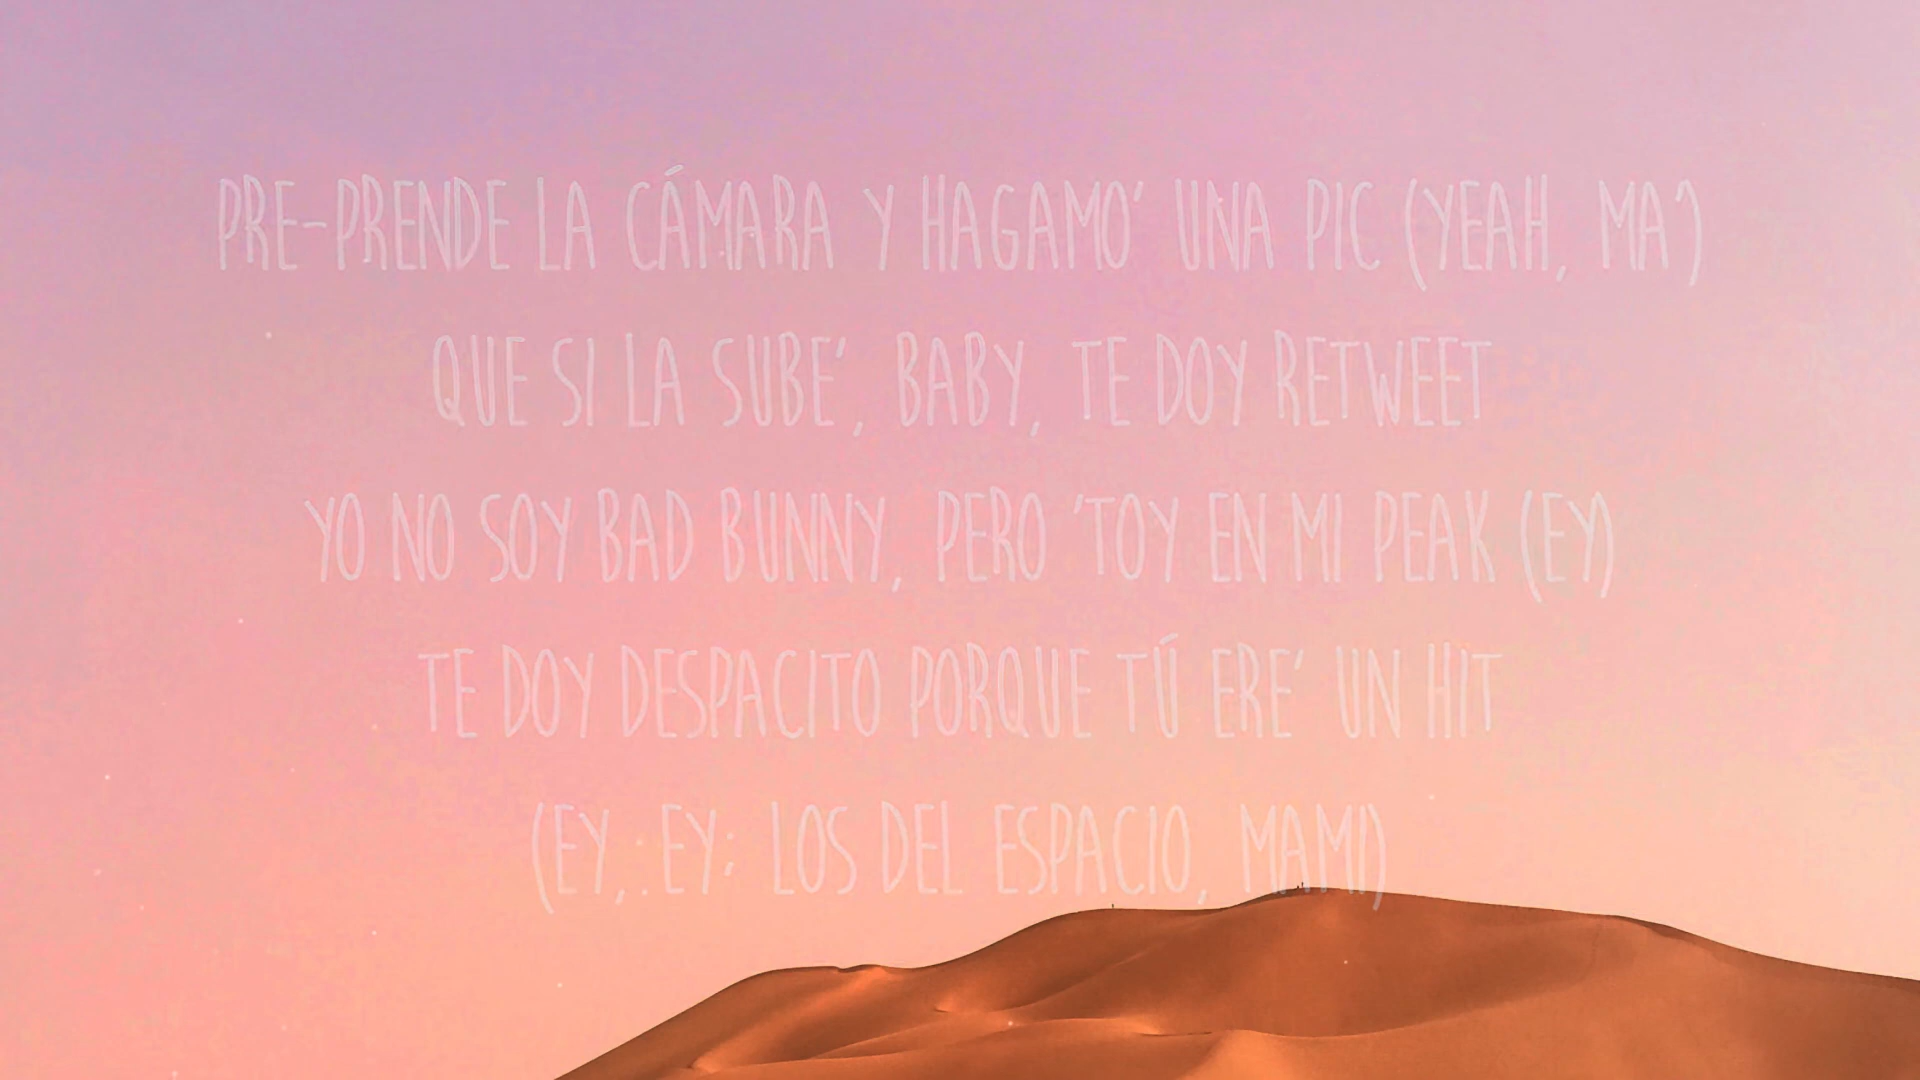 PRE-PRENDE LA CÁMARA Y HAGAMO' UNA PIC (YEAH, MA')
QUE SI LA SUBE', BABY, TE DOY RETWEET
YO NO SOY BAD BUNNY, PERO 'TOY EN MI PEAK (EY)
TE DOY DESPACITO PORQUE TÚ ERE' UN HIT
(EY, EY; LOS DEL ESPACIO, MAMI)